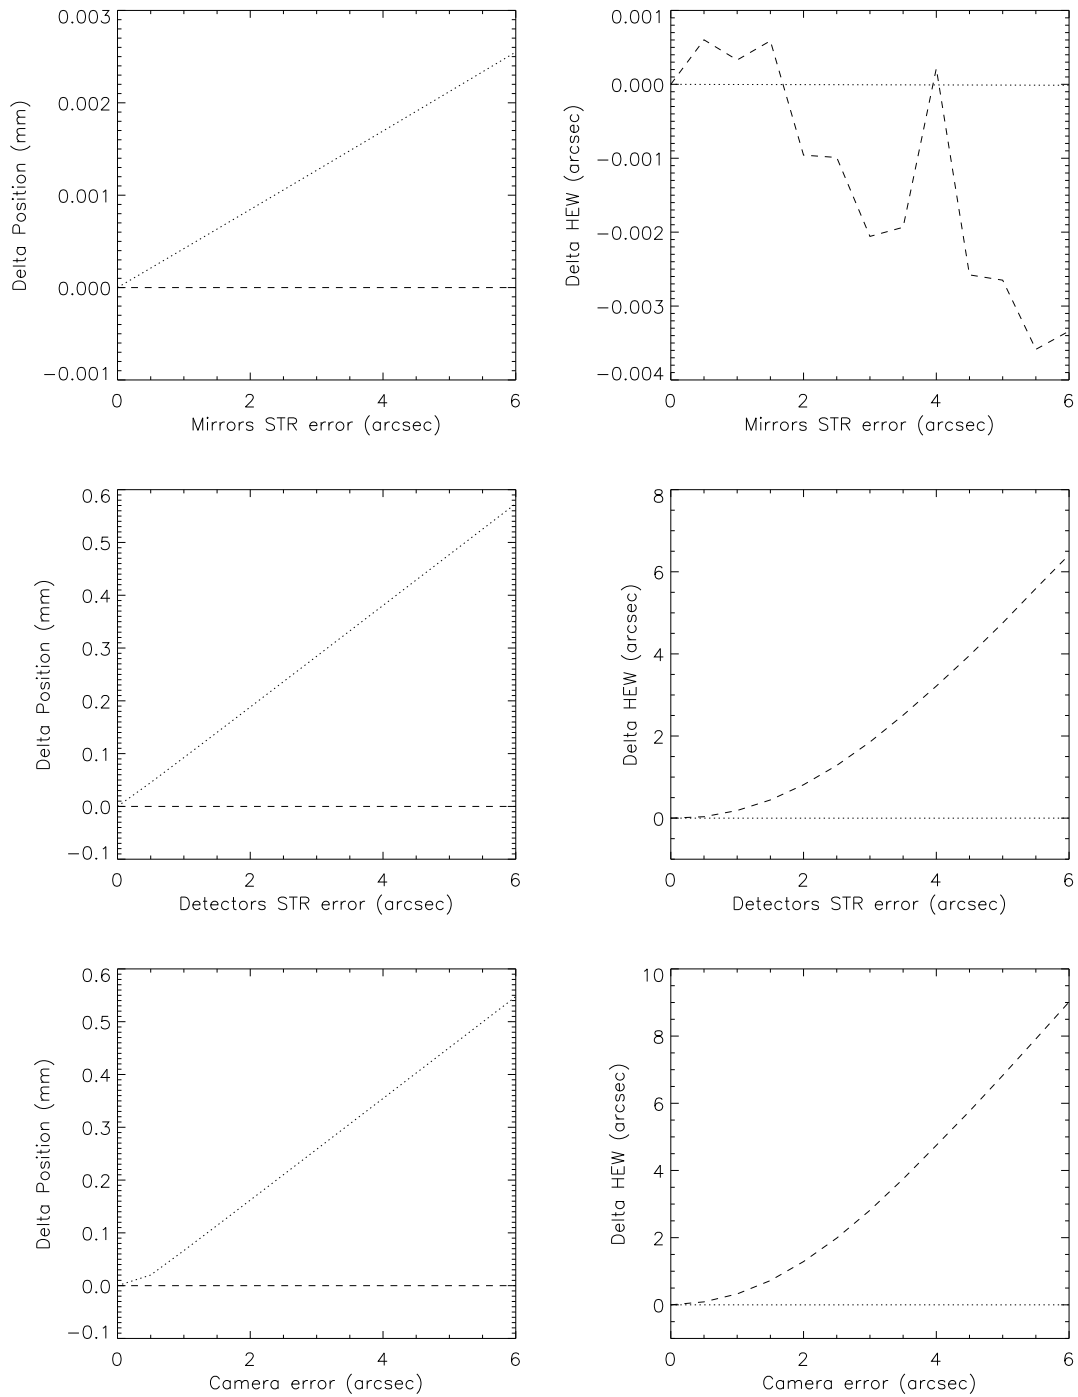 0.003
0.002
0.001
0.000
−0.001
Delta Position (mm)
0 2 4 6
Mirrors STR error (arcsec)
0.001
0.000
−0.001
−0.002
−0.003
−0.004
Delta HEW (arcsec)
0 2 4 6
Mirrors STR error (arcsec)
0.6
0.5
0.4
0.3
0.2
0.1
0.0
−0.1
Delta Position (mm)
0 2 4 6
Detectors STR error (arcsec)
8
6
4
2
0
Delta HEW (arcsec)
0 2 4 6
Detectors STR error (arcsec)
0.6
0.5
0.4
0.3
0.2
0.1
0.0
−0.1
Delta Position (mm)
0 2 4 6
Camera error (arcsec)
10
8
6
4
2
0
Delta HEW (arcsec)
0 2 4 6
Camera error (arcsec)